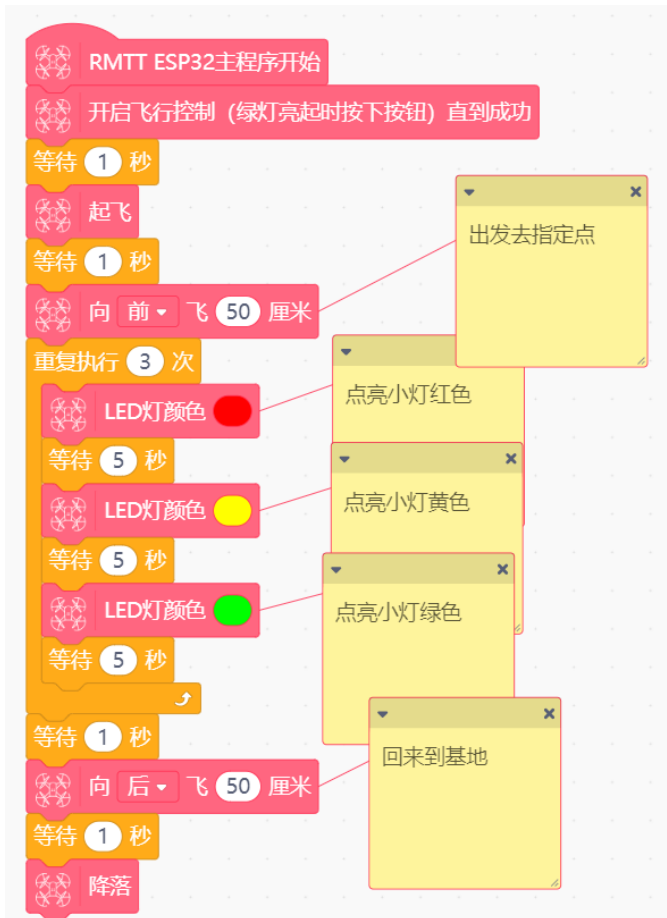 RMTT ESP32主程序开始
开启飞行控制（绿灯亮起时按下按钮）直到成功
等待 1 秒
起飞
等待 1 秒
向 前 飞 50 厘米
出发去指定点
重复执行 3 次
LED灯颜色
点亮小灯红色
等待 5 秒
LED灯颜色
点亮小灯黄色
等待 5 秒
LED灯颜色
点亮小灯绿色
等待 5 秒
等待 1 秒
向 后 飞 50 厘米
回来到基地
等待 1 秒
降落